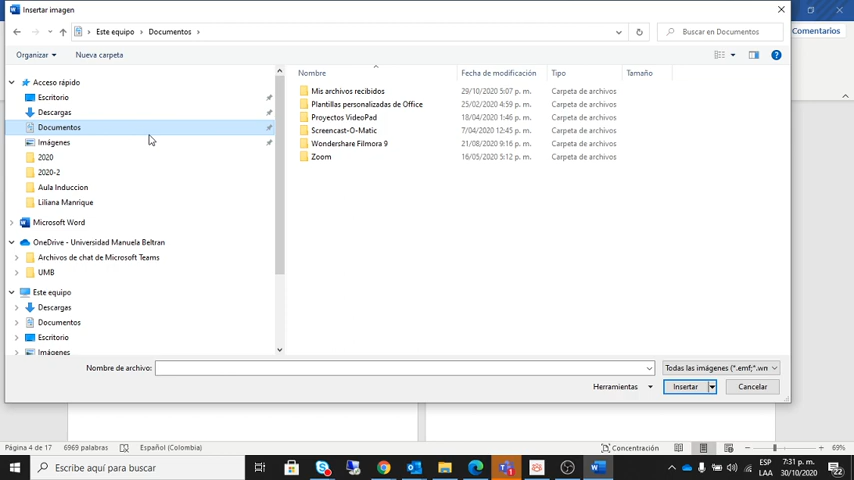 Insertar imagen
Este equipo > Documentos >
Buscar en Documentos
Comentarios
Organizar
Nueva carpeta
Nombre
Fecha de modificación
Tipo
Tamaño
Acceso rápido
Escritorio
Descargas
Documentos
Imágenes
2020
2020-2
Aula Induccion
Liliana Manrique
Microsoft Word
OneDrive - Universidad Manuela Beltran
Archivos de chat de Microsoft Teams
UMB
Este equipo
Descargas
Documentos
Escritorio
Imágenes
Mis archivos recibidos 29/10/2020 5:07 p. m. Carpeta de archivos
Plantillas personalizadas de Office 25/02/2020 4:59 p. m. Carpeta de archivos
Proyectos VideoPad 18/04/2020 1:46 p. m. Carpeta de archivos
Screencast-O-Matic 7/04/2020 12:45 p. m. Carpeta de archivos
Wondershare Filmora 9 21/08/2020 9:16 p. m. Carpeta de archivos
Zoom 16/05/2020 5:12 p. m. Carpeta de archivos
Nombre de archivo:
Todas las imágenes (*.emf;*.wn
Herramientas
Insertar
Cancelar
Página 4 de 17 6969 palabras Español (Colombia)
Concentración
69%
Escribe aquí para buscar
ESP
LAA
7:31 p. m.
30/10/2020
22